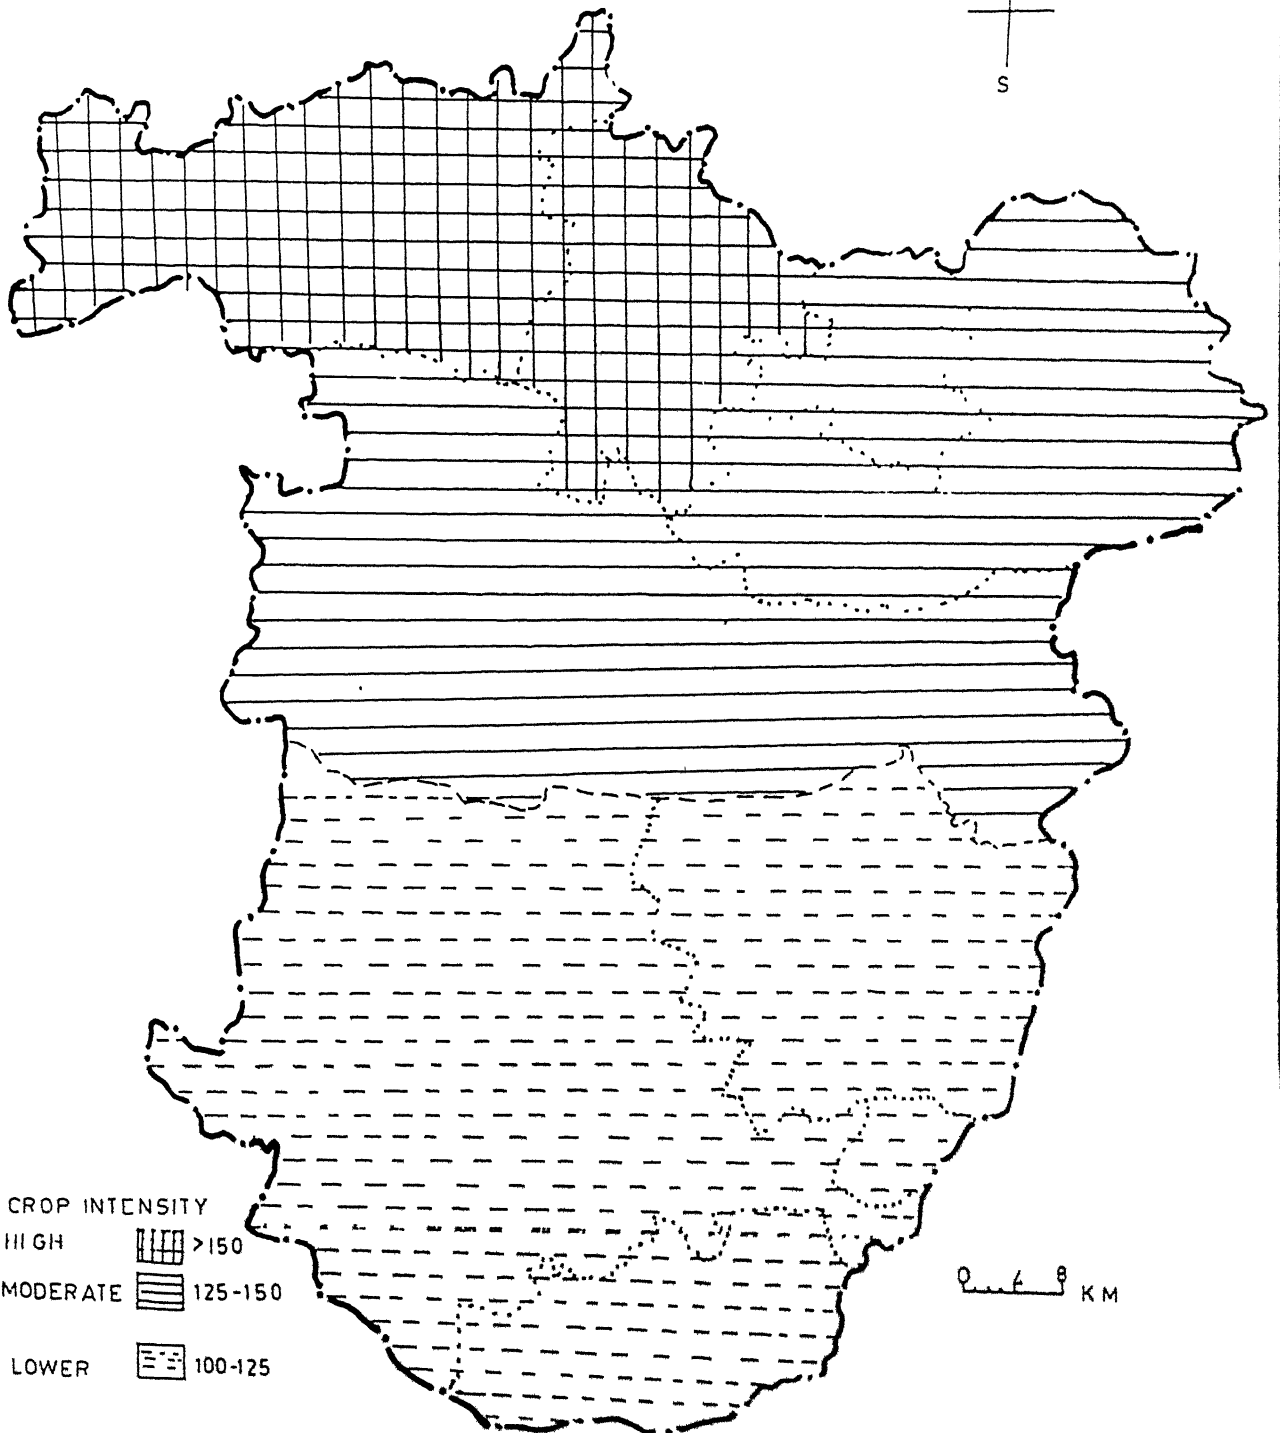 S
CROP INTENSITY
HIGH >150
MODERATE 125-150
LOWER 100-125
0 4 8 KM